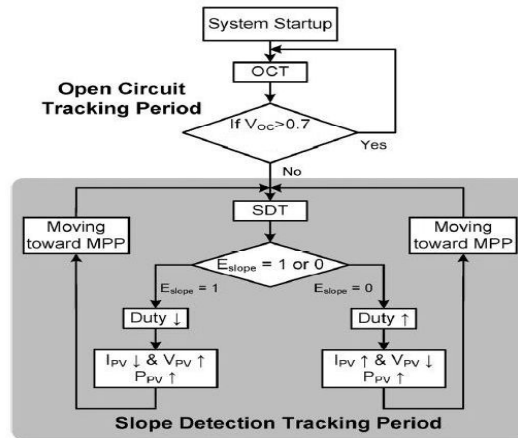 System Startup
OCT
Open Circuit
Tracking Period
If VOC>0.7
Yes
No
SDT
Moving
toward MPP
Moving
toward MPP
Eslope = 1 or 0
Eslope = 1
Eslope = 0
Duty ↓
Duty ↑
IPV ↓ & VPV ↑
PPV ↑
IPV ↑ & VPV ↓
PPV ↑
Slope Detection Tracking Period